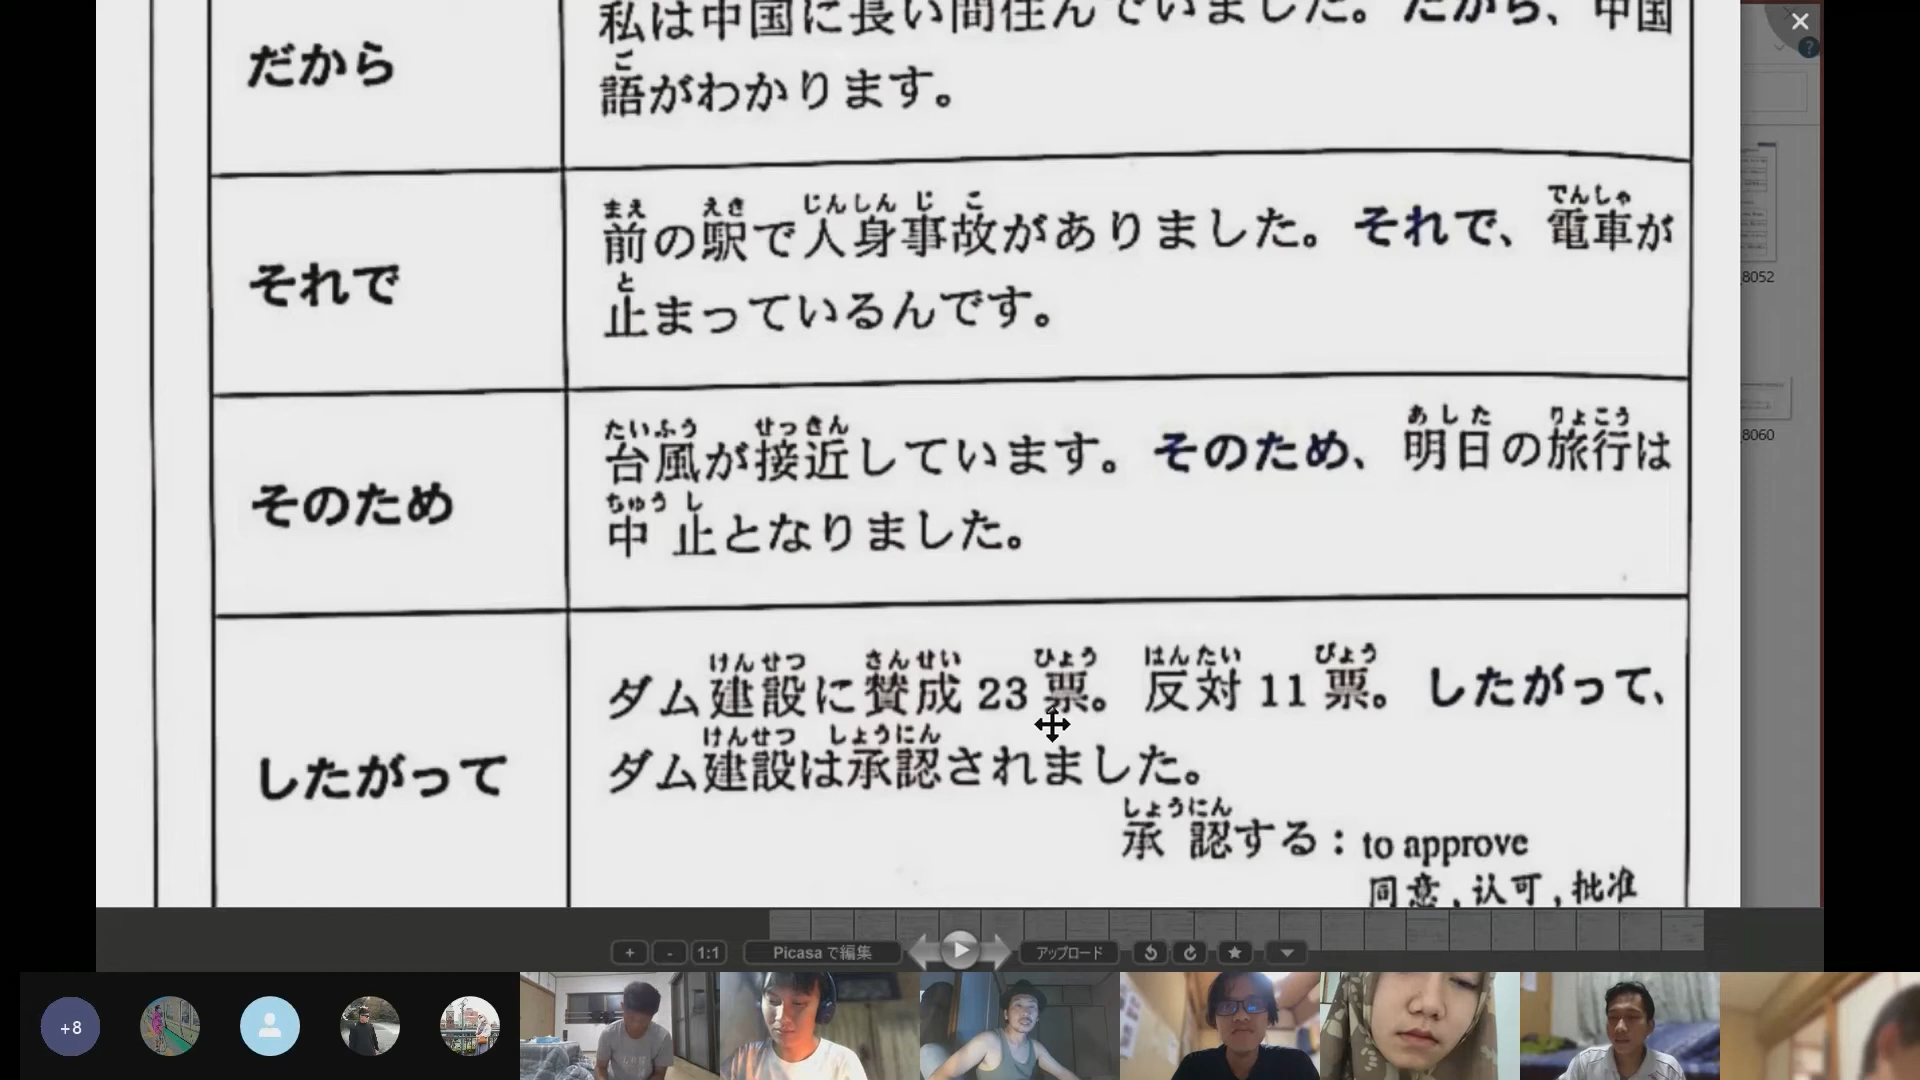 だから
私は中国に長い間住んでいました。だから、中国
ご
語がわかります。
それで
まえ えき じんしん じ こ でんしゃ
前の駅で人身事故がありました。それで、電車が
と
止まっているんです。
そのため
たいふう せっきん あした りょこう
台風が接近しています。そのため、明日の旅行は
ちゅう し
中止となりました。
したがって
けんせつ さんせい ひょう はんたい びょう
ダム建設に賛成 23 票。反対 11 票。したがって、
けんせつ しょうにん
ダム建設は承認されました。
しょうにん
承認する：to approve
同意，认可，批准
8052
8060
+ - 1:1 Picasa で編集 アップロード
+8